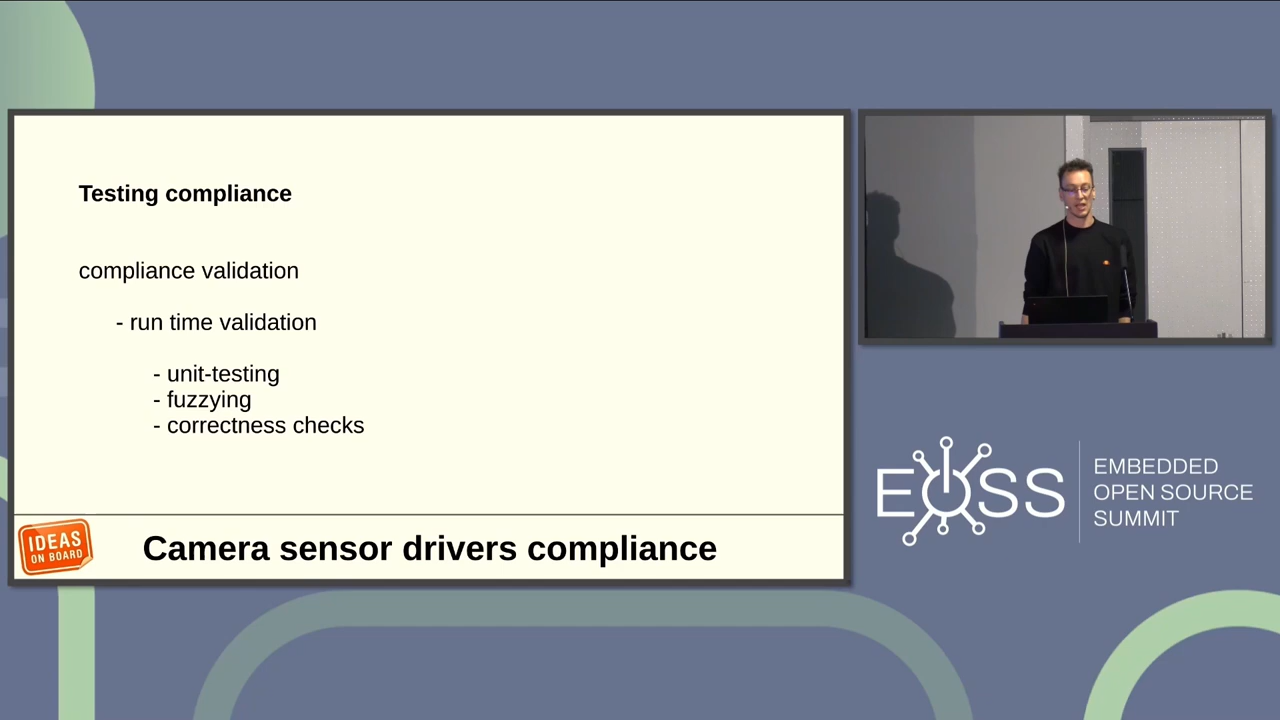 Testing compliance
compliance validation
- run time validation
- unit-testing
- fuzzying
- correctness checks
IDEAS
ON BOARD
Camera sensor drivers compliance
EOSS
EMBEDDED
OPEN SOURCE
SUMMIT